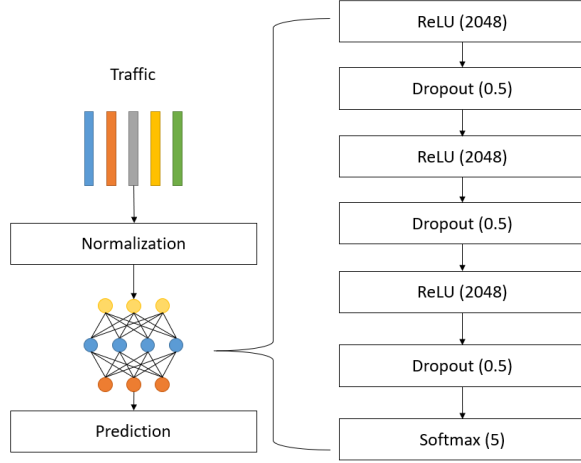 Traffic
Normalization
Prediction
ReLU (2048)
Dropout (0.5)
ReLU (2048)
Dropout (0.5)
ReLU (2048)
Dropout (0.5)
Softmax (5)